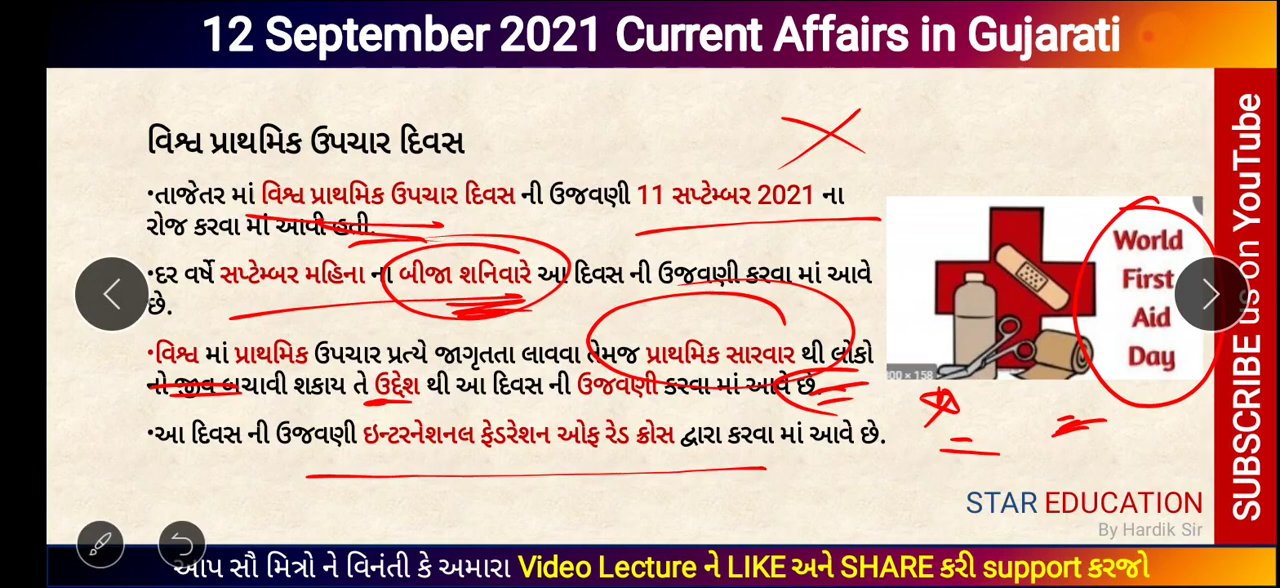 12 September 2021 Current Affairs in Gujarati
વિશ્વ પ્રાથમિક ઉપચાર દિવસ
•તાજેતર માં વિશ્વ પ્રાથમિક ઉપચાર દિવસ ની ઉજવણી 11 સપ્ટેમ્બર 2021 ના
રોજ કરવા માં આવી હતી.
•દર વર્ષે સપ્ટેમ્બર મહિના ના બીજા શનિવારે આ દિવસ ની ઉજવણી કરવા માં આવે
છે.
•વિશ્વ માં પ્રાથમિક ઉપચાર પ્રત્યે જાગૃતતા લાવવા તેમજ પ્રાથમિક સારવાર થી લોકો
નો જીવ બચાવી શકાય તે ઉદ્દેશ થી આ દિવસ ની ઉજવણી કરવા માં આવે છે.
•આ દિવસ ની ઉજવણી ઇન્ટરનેશનલ ફેડરેશન ઓફ રેડ ક્રોસ દ્વારા કરવા માં આવે છે.
World
First
Aid
Day
00 × 158
STAR EDUCATION
By Hardik Sir
SUBSCRIBE us on YouTube
આપ સૌ મિત્રો ને વિનંતી કે અમારા Video Lecture ને LIKE અને SHARE કરી support કરજો